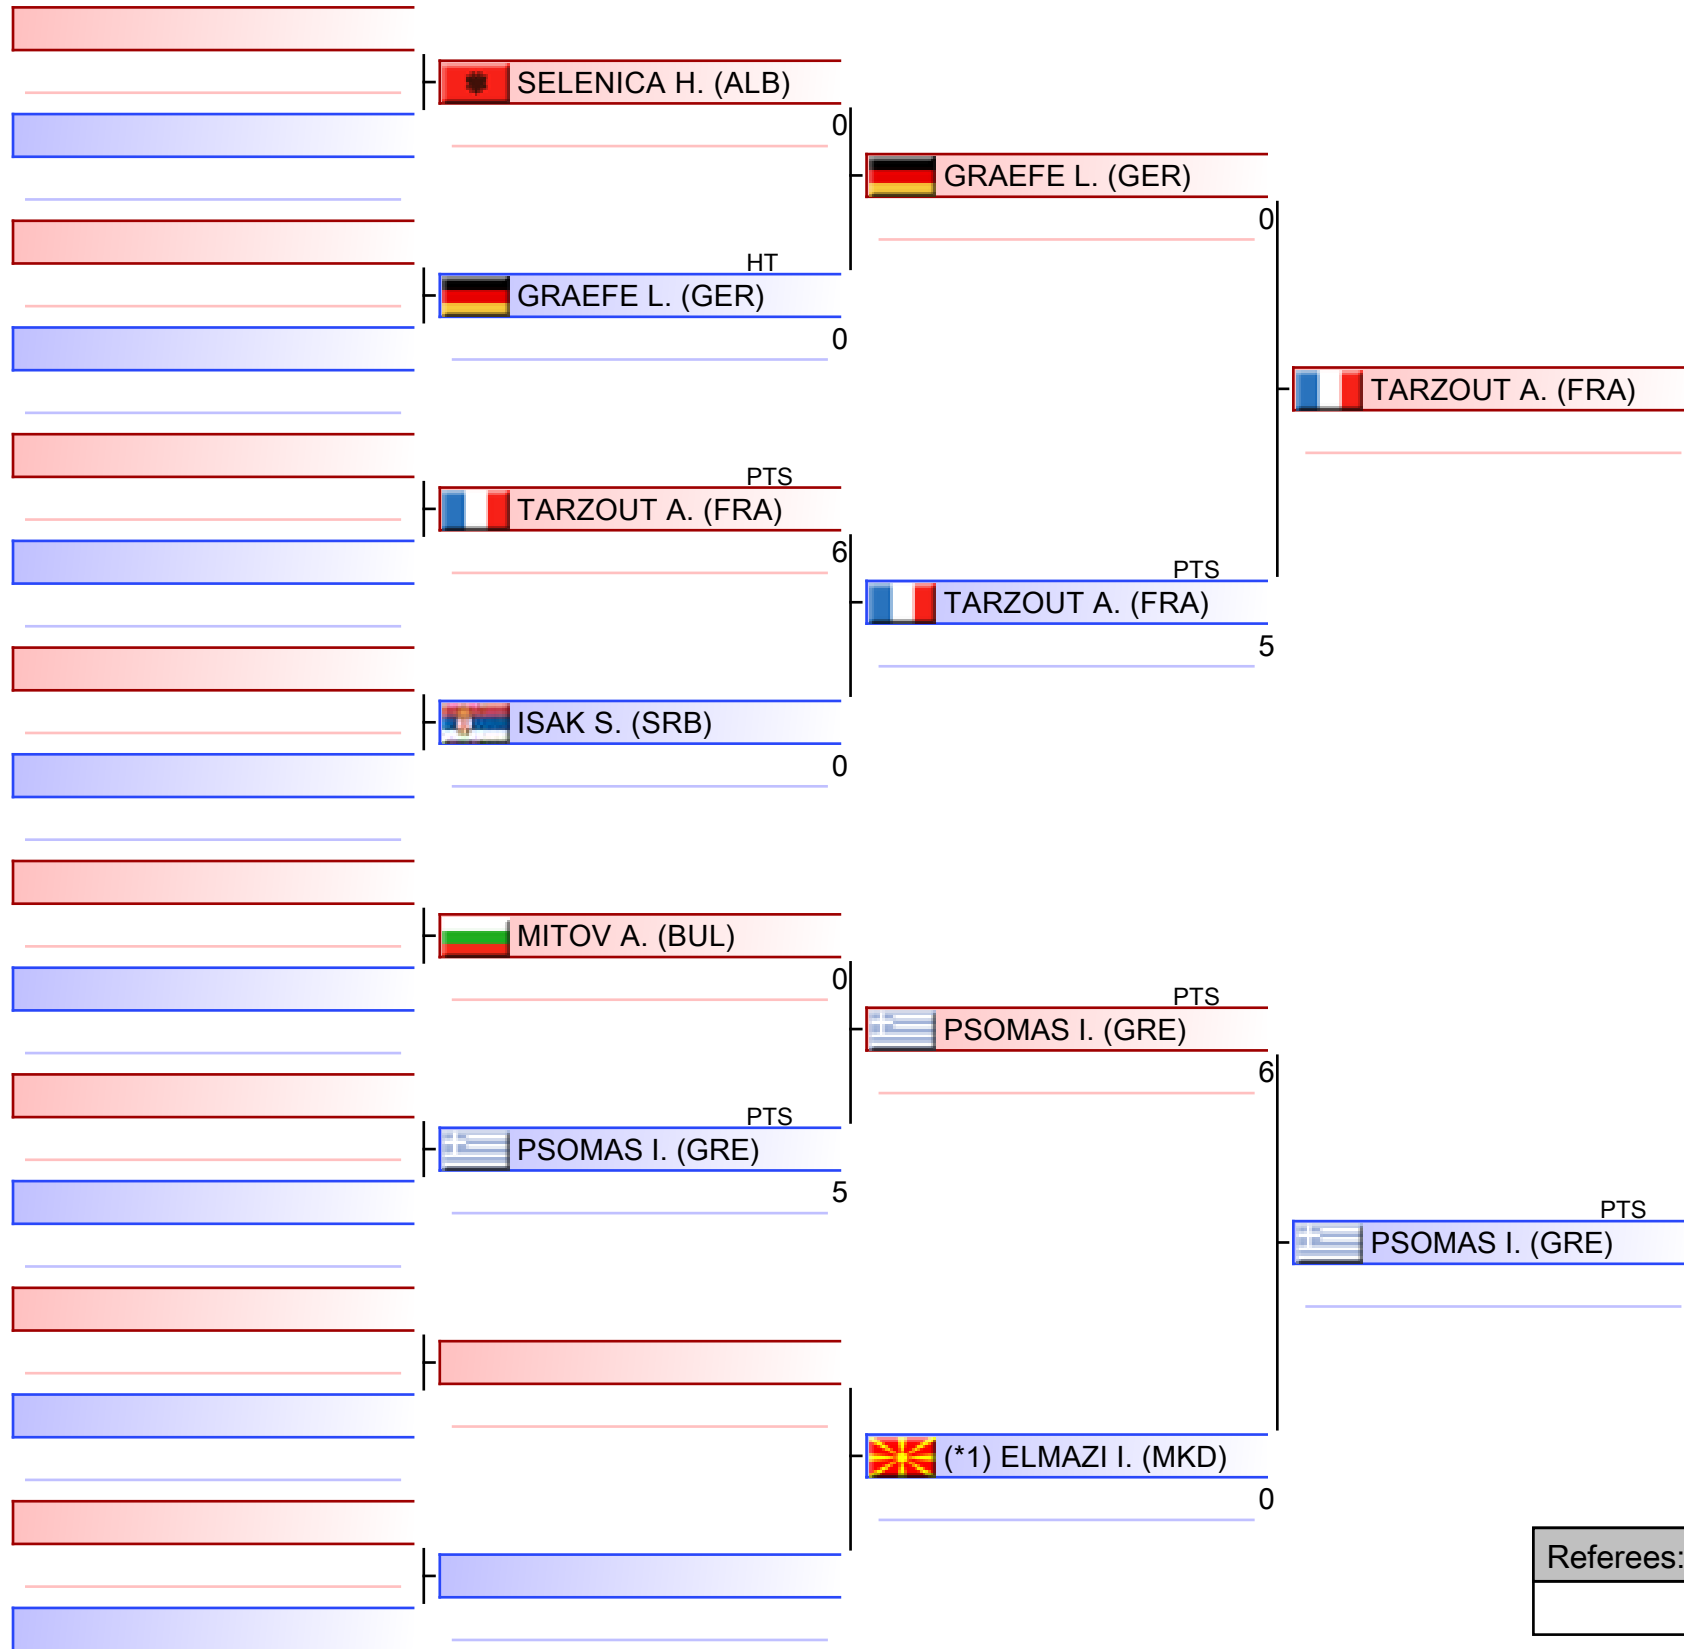 SELENICA H. (ALB)
0
GRAEFE L. (GER)
0
HT
GRAEFE L. (GER)
0
TARZOUT A. (FRA)
PTS
TARZOUT A. (FRA)
6
PTS
TARZOUT A. (FRA)
5
ISAK S. (SRB)
0
MITOV A. (BUL)
0
PTS
PSOMAS I. (GRE)
6
PTS
PSOMAS I. (GRE)
5
PTS
PSOMAS I. (GRE)
(*1) ELMAZI I. (MKD)
0
Referees: